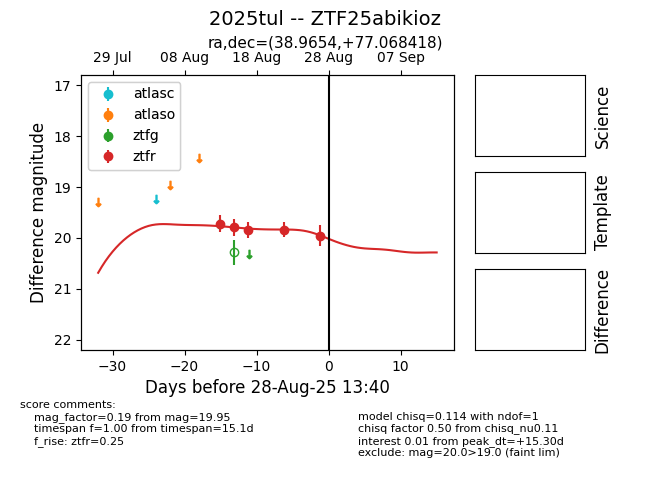 2025tul -- ZTF25abikioz
ra,dec=(38.9654,+77.068418)
29 Jul 08 Aug 18 Aug 28 Aug 07 Sep
atlasc
atlaso
ztfg
ztfr
17
18
19
20
21
22
Difference magnitude
−30 −20 −10 0 10
Days before 28-Aug-25 13:40
Science
Template
Difference
score comments:
mag_factor=0.19 from mag=19.95
timespan f=1.00 from timespan=15.1d
f_rise: ztfr=0.25
model chisq=0.114 with ndof=1
chisq factor 0.50 from chisq_nu0.11
interest 0.01 from peak_dt=+15.30d
exclude: mag=20.0>19.0 (faint lim)